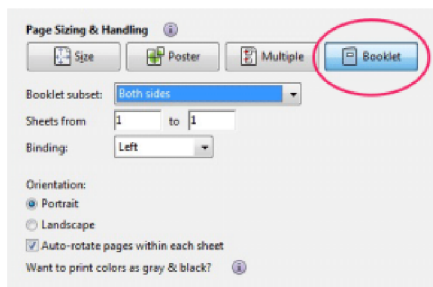 Page Sizing & Handling
Size Poster Multiple Booklet
Booklet subset: Both sides
Sheets from 1 to 1
Binding: Left
Orientation:
Portrait
Landscape
Auto-rotate pages within each sheet
Want to print colors as gray & black?